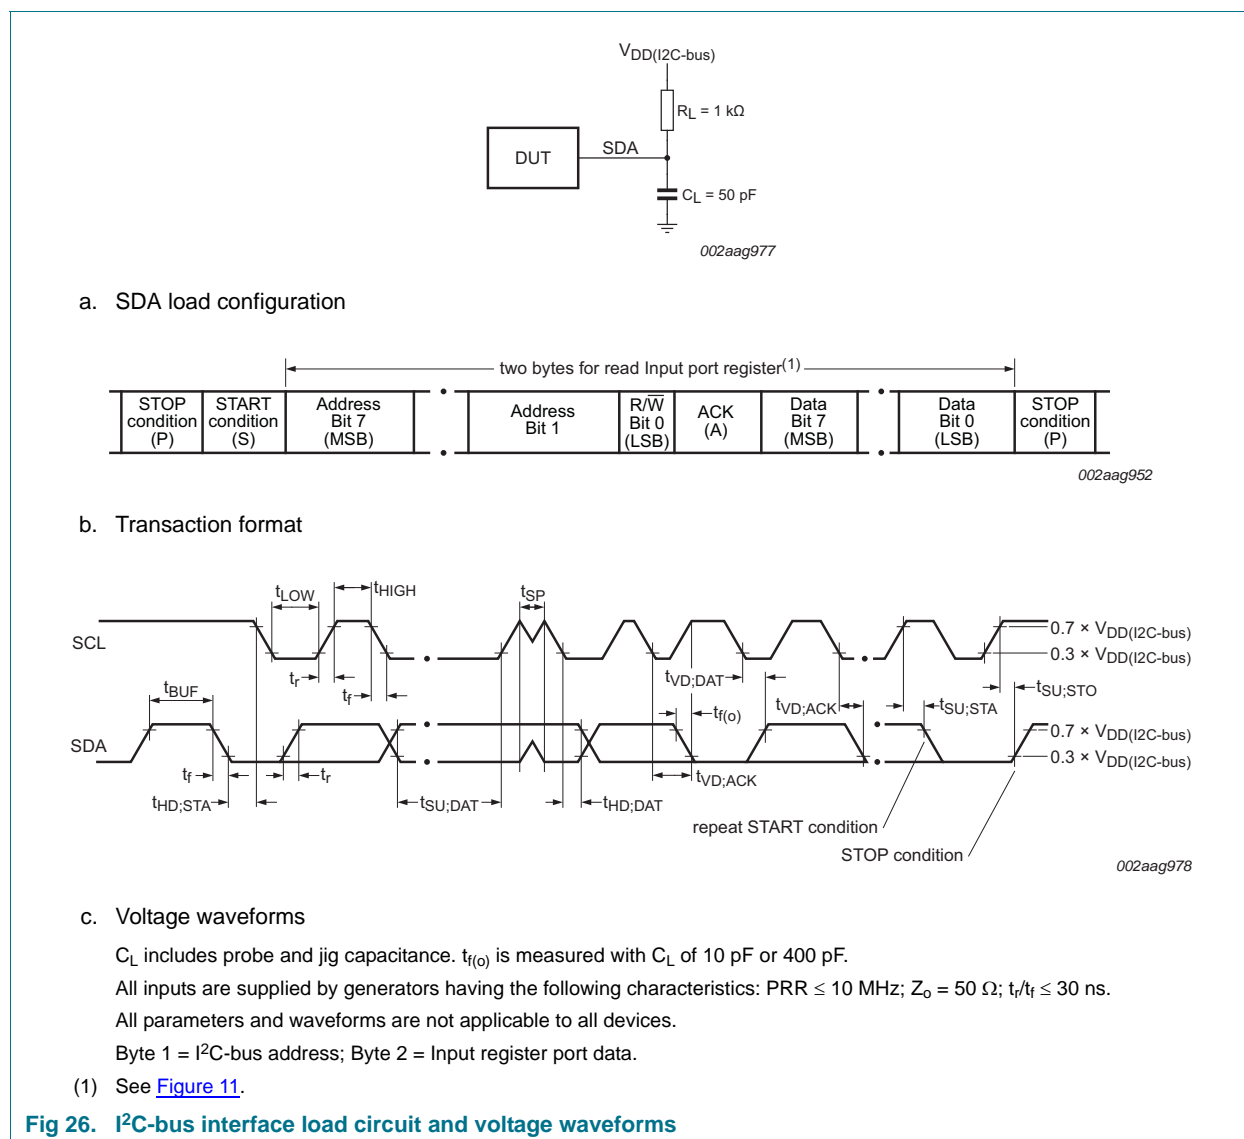 VDD(I2C-bus)
RL = 1 kΩ
DUT
SDA
CL = 50 pF
002aag977
a. SDA load configuration
two bytes for read Input port register(1)
STOP condition (P)
START condition (S)
Address Bit 7 (MSB)
Address Bit 1
R/W̅ Bit 0 (LSB)
ACK (A)
Data Bit 7 (MSB)
Data Bit 0 (LSB)
STOP condition (P)
002aag952
b. Transaction format
tLOW
tHIGH
tSP
SCL
0.7 × VDD(I2C-bus)
0.3 × VDD(I2C-bus)
tr
tf
tVD;DAT
tBUF
tf(o)
tVD;ACK
tSU;STA
tSU;STO
SDA
0.7 × VDD(I2C-bus)
0.3 × VDD(I2C-bus)
tf
tr
tVD;ACK
tHD;STA
tSU;DAT
tHD;DAT
repeat START condition
STOP condition
002aag978
c. Voltage waveforms
CL includes probe and jig capacitance. tf(o) is measured with CL of 10 pF or 400 pF.
All inputs are supplied by generators having the following characteristics: PRR ≤ 10 MHz; Zo = 50 Ω; tr/tf ≤ 30 ns.
All parameters and waveforms are not applicable to all devices.
Byte 1 = I2C-bus address; Byte 2 = Input register port data.
(1) See Figure 11.
Fig 26. I2C-bus interface load circuit and voltage waveforms